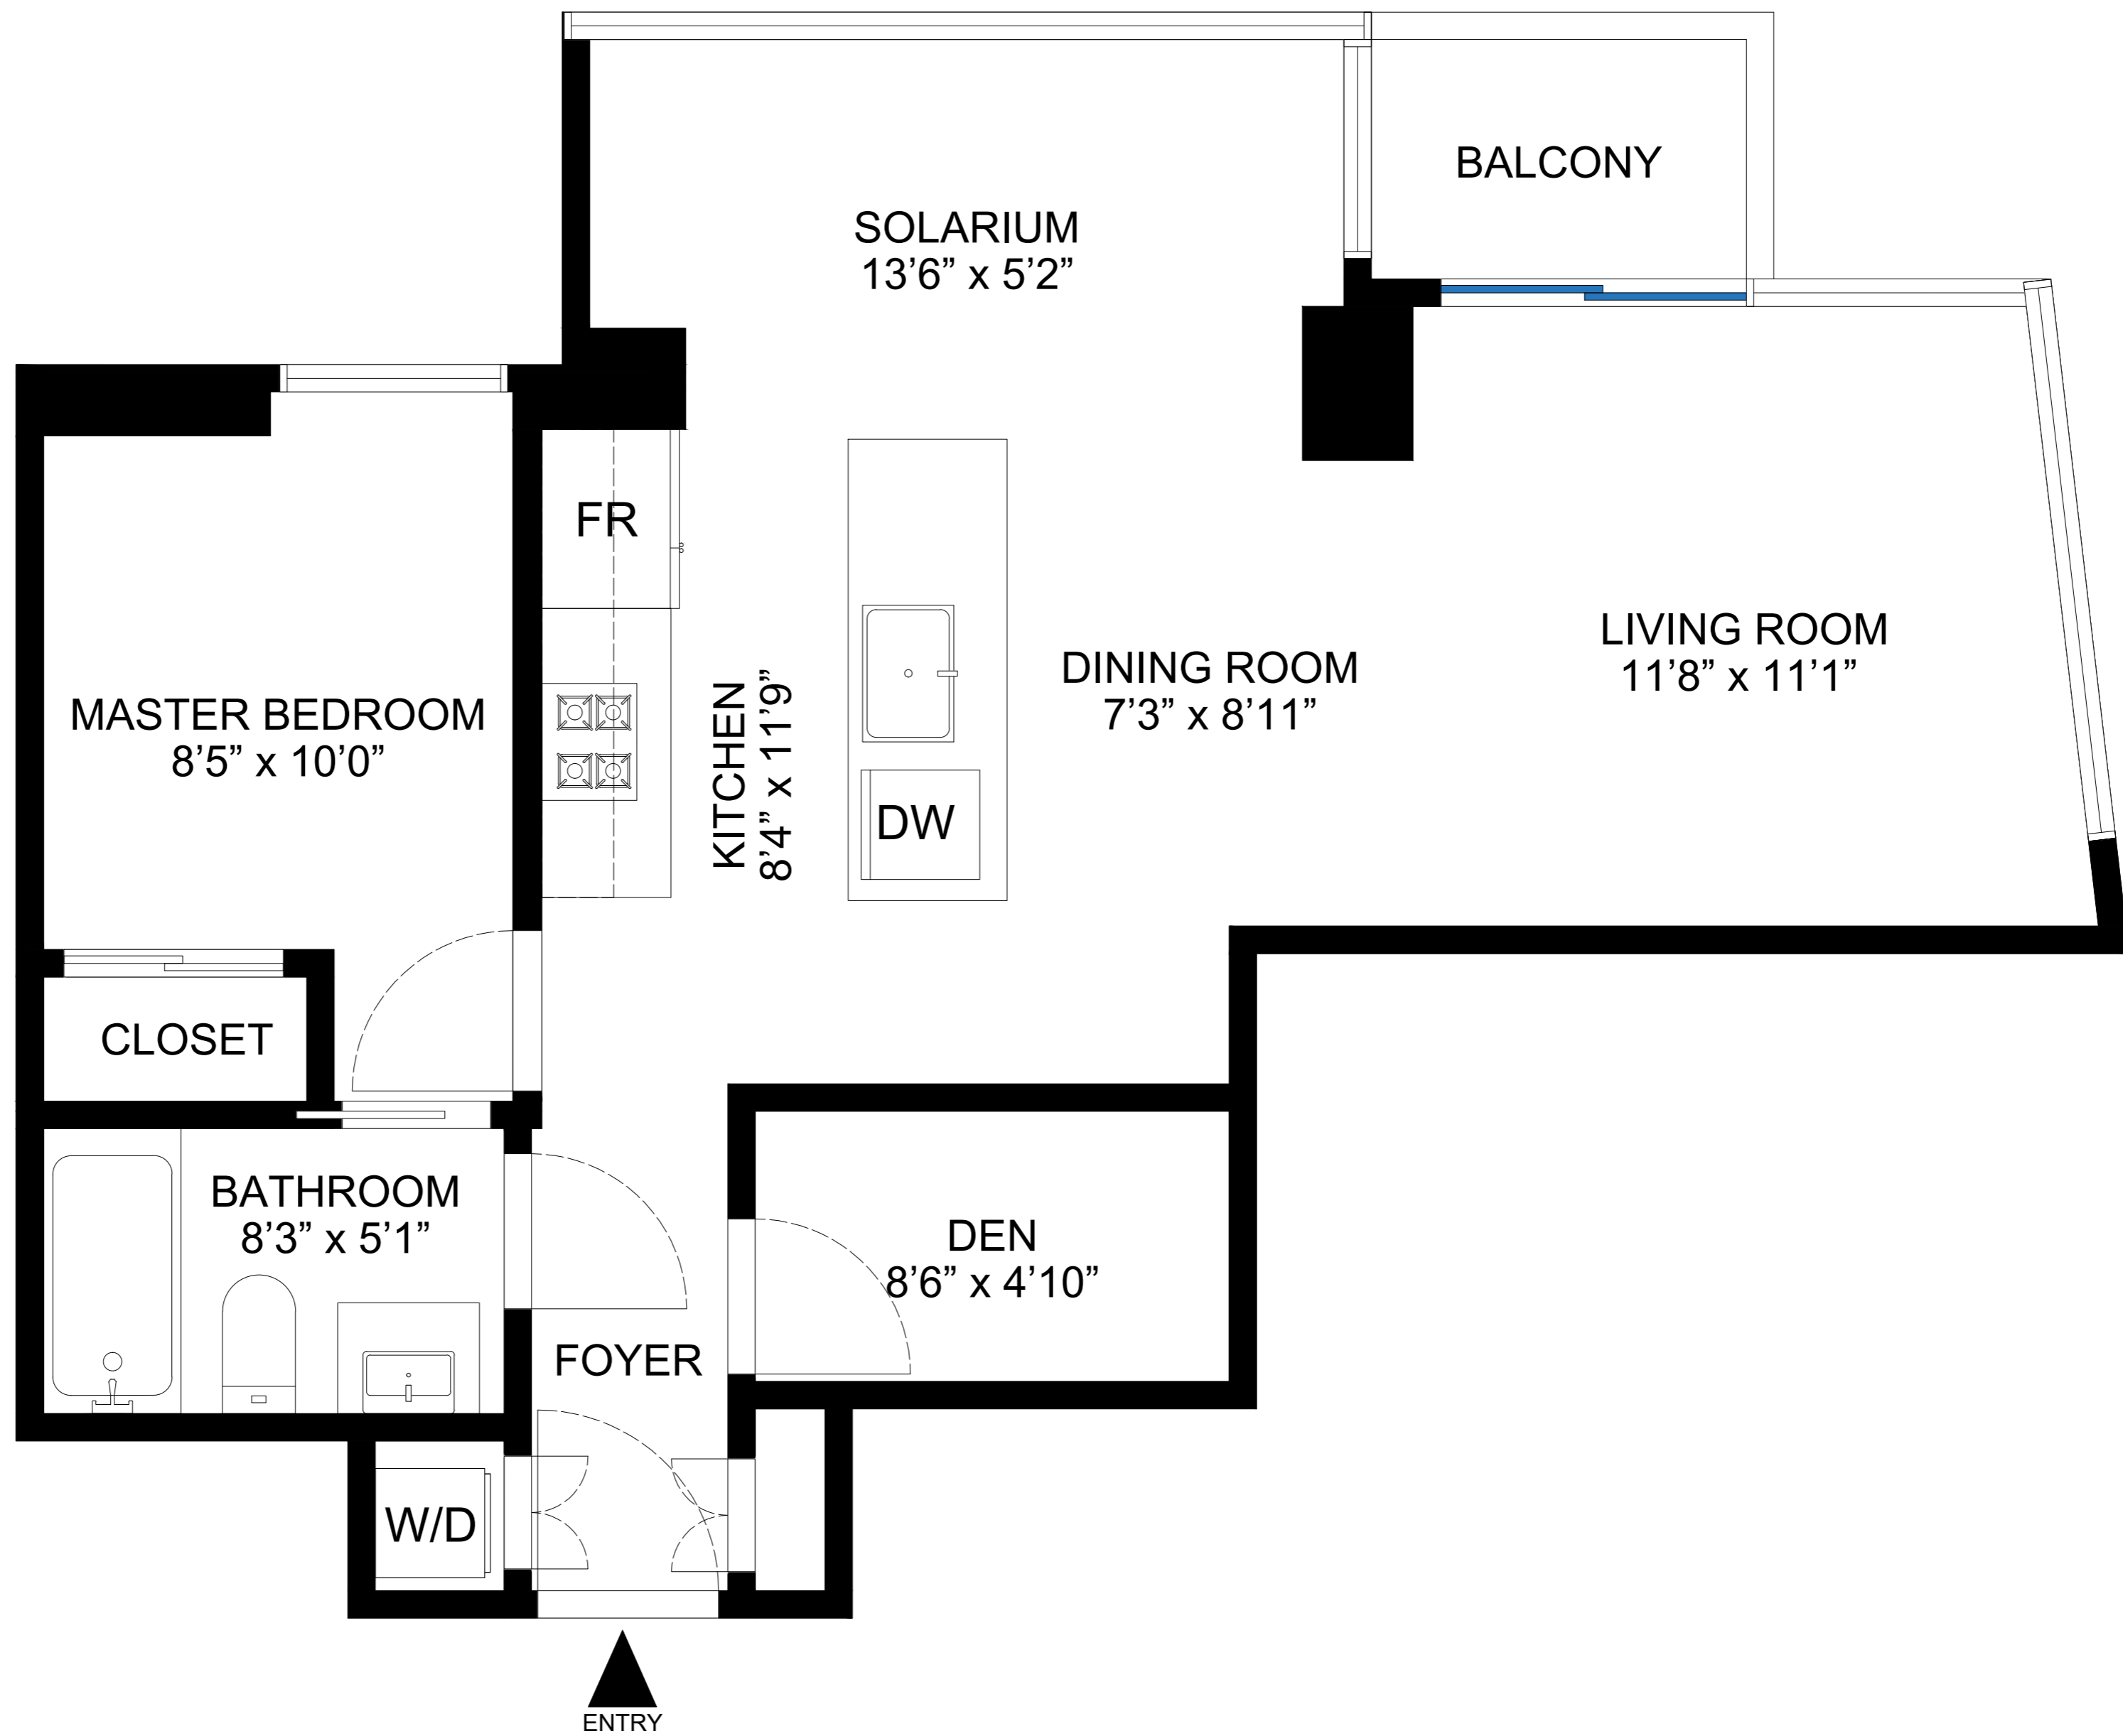 BALCONY
SOLARIUM
13’6” x 5’2”
FR
LIVING ROOM
11’8” x 11’1”
DINING ROOM
7’3” x 8’11”
KITCHEN
8’4” x 11’9”
MASTER BEDROOM
8’5” x 10’0”
DW
CLOSET
BATHROOM
8’3” x 5’1”
DEN
8’6” x 4’10”
FOYER
W/D
ENTRY